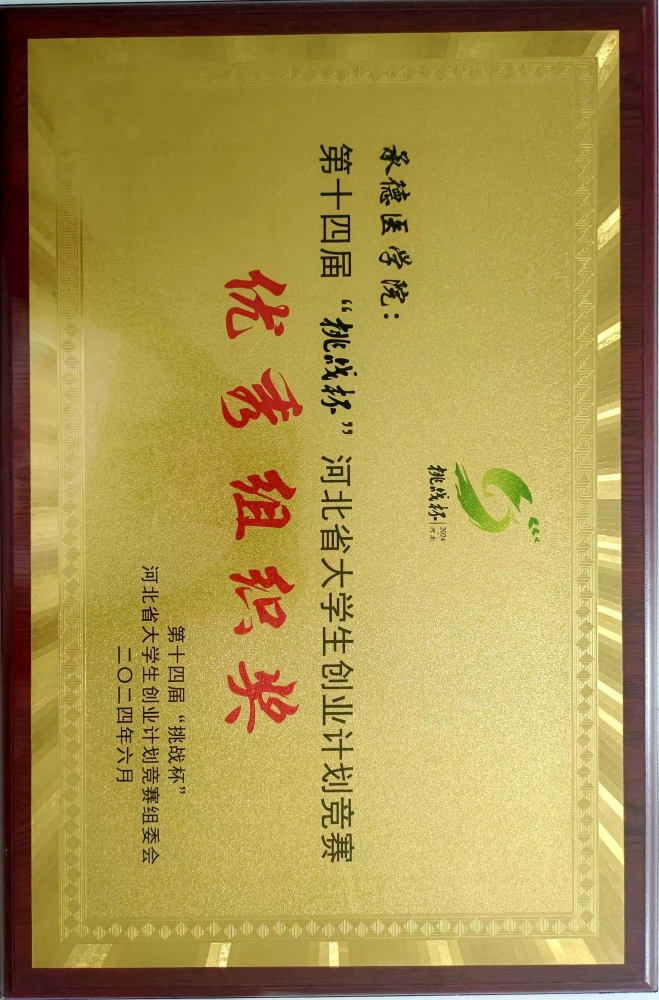 挑战杯 2024 河北
承德医学院：
第十四届“挑战杯”河北省大学生创业计划竞赛
优秀组织奖
第十四届“挑战杯”
河北省大学生创业计划竞赛组委会
二〇二四年六月